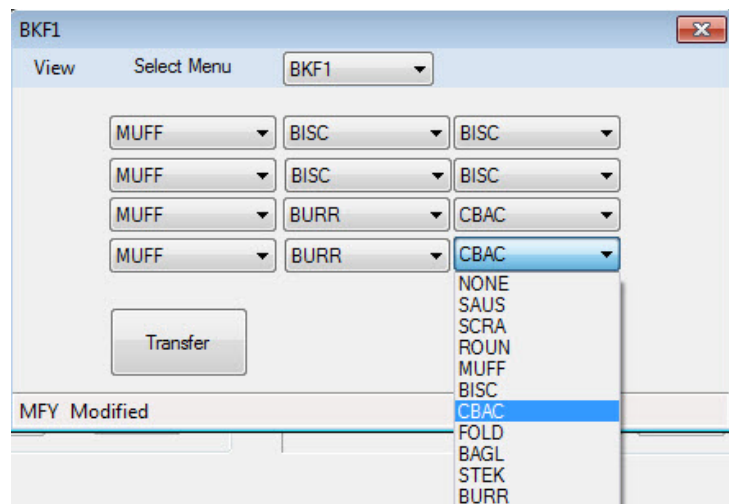 BKF1
View Select Menu BKF1
MUFF BISC BISC
MUFF BISC BISC
MUFF BURR CBAC
MUFF BURR CBAC
NONE
SAUS
SCRA
ROUN
MUFF
BISC
CBAC
FOLD
BAGL
STEK
BURR
Transfer
MFY Modified